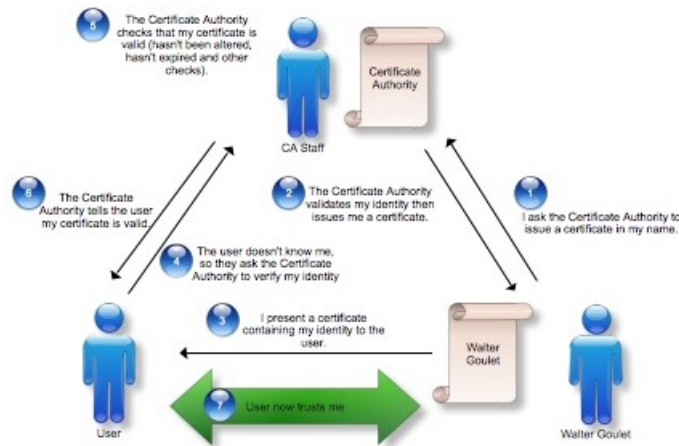 5
The Certificate Authority
checks that my certificate is
valid (hasn't been altered,
hasn't expired and other
checks).
Certificate
Authority
CA Staff
6
The Certificate
Authority tells the user
my certificate is valid.
2
The Certificate Authority
validates my identity then
issues me a certificate.
1
I ask the Certificate Authority to
issue a certificate in my name.
4
The user doesn't know me,
so they ask the Certificate
Authority to verify my identity
3
I present a certificate
containing my identity to the
user.
Walter
Goulet
7
User now trusts me
User
Walter Goulet